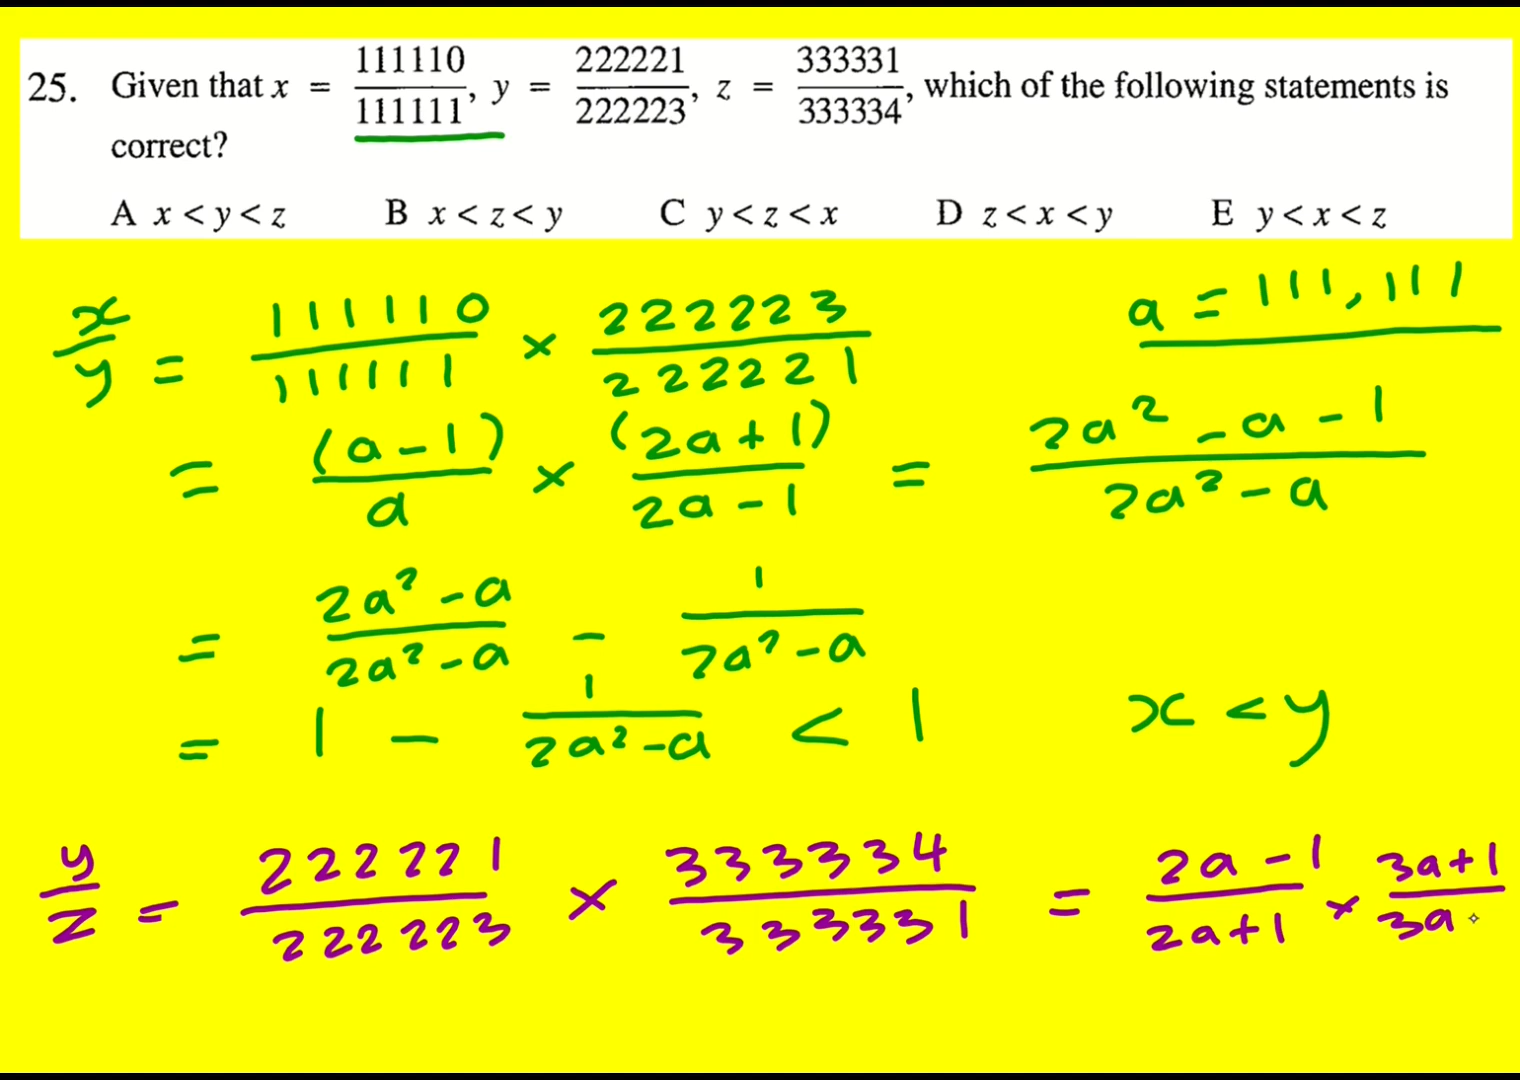 25. Given that x = 111110/111111, y = 222221/222223, z = 333331/333334, which of the following statements is
correct?
A x < y < z B x < z < y C y < z < x D z < x < y E y < x < z
x/y = 111110/111111 × 222223/222221 a = 111,111
= (a-1)/a × (2a+1)/2a-1 = 2a²-a-1/2a²-a
= 2a²-a/2a²-a - 1/2a²-a
= 1 - 1/2a²-a < 1 x < y
y/z = 222221/222223 × 333334/333331 = 2a-1/2a+1 × 3a+1/3a